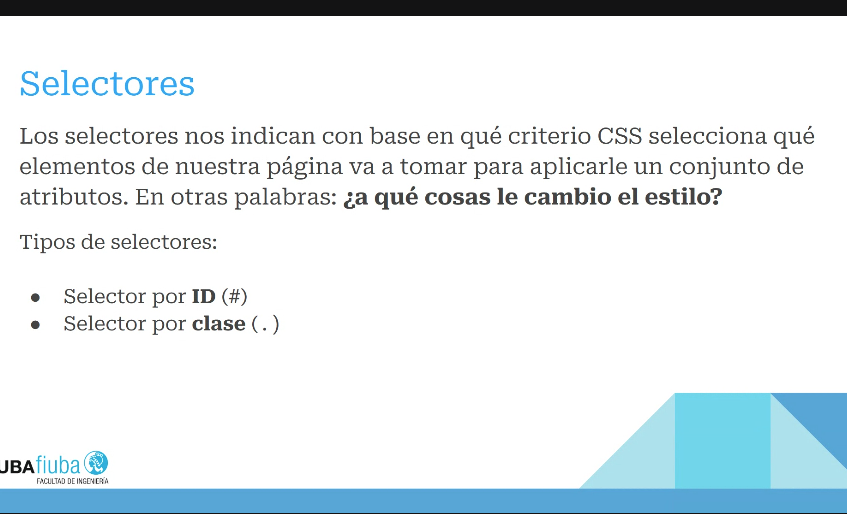 Selectores
Los selectores nos indican con base en qué criterio CSS selecciona qué
elementos de nuestra página va a tomar para aplicarle un conjunto de
atributos. En otras palabras: ¿a qué cosas le cambio el estilo?
Tipos de selectores:
● Selector por ID (#)
● Selector por clase (.)
UBAfiuba
FACULTAD DE INGENIERÍA